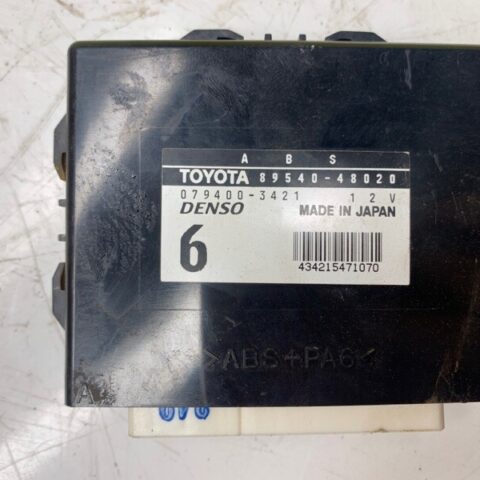 A B S
TOYOTA 89540-48020
079400-3421 12V
DENSO MADE IN JAPAN
6
434215471070
>ABS+PA6<
A